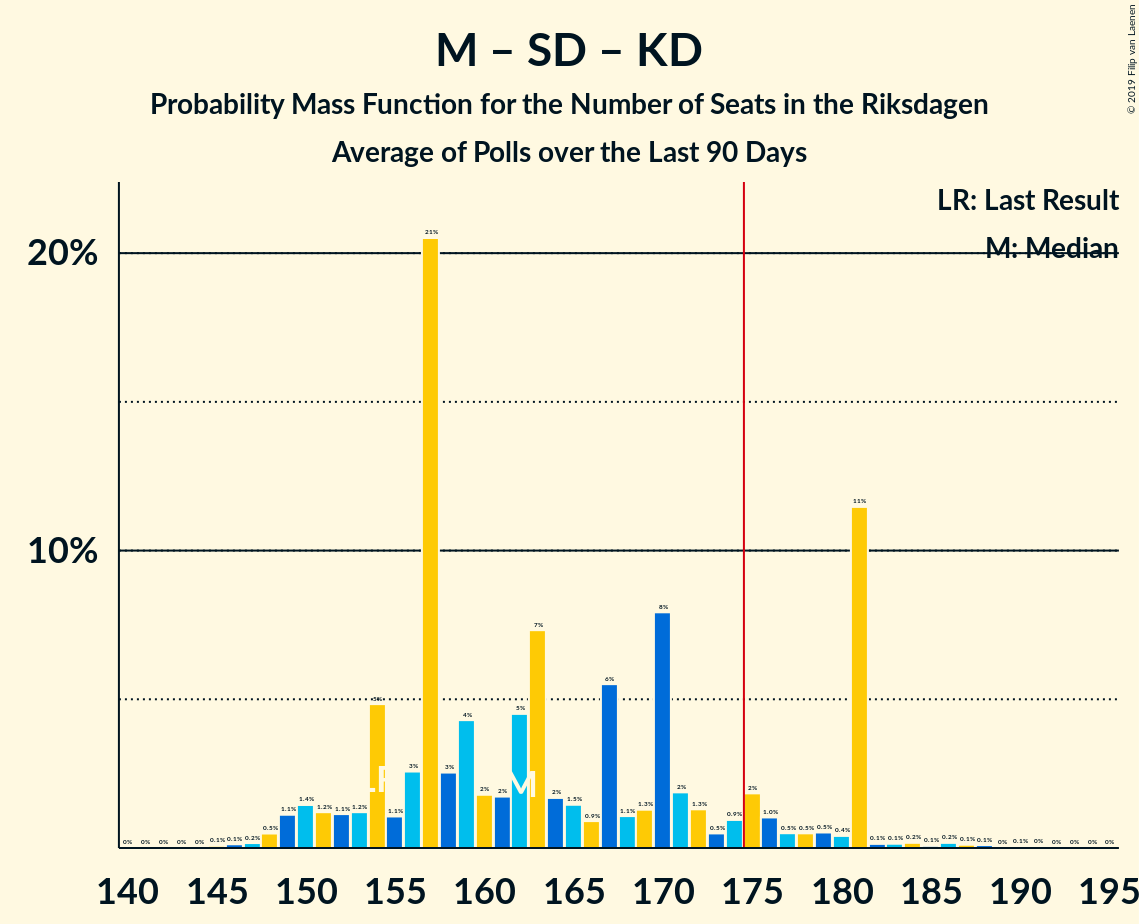 M – SD – KD
Probability Mass Function for the Number of Seats in the Riksdagen
Average of Polls over the Last 90 Days
© 2019 Filip van Laenen
LR: Last Result
M: Median
20%
10%
0% 0% 0% 0% 0% 0.1% 0.1% 0.2% 0.5% 1.1% 1.4% 1.2% 1.1% 1.2% 5% 1.1% 3% 21% 3% 4% 2% 2% 5% 7% 2% 1.5% 0.9% 6% 1.1% 1.3% 8% 2% 1.3% 0.5% 0.9% 2% 1.0% 0.5% 0.5% 0.5% 0.4% 11% 0.1% 0.1% 0.2% 0.1% 0.2% 0.1% 0.1% 0% 0.1% 0% 0% 0% 0% 0%
LR M
140 145 150 155 160 165 170 175 180 185 190 195